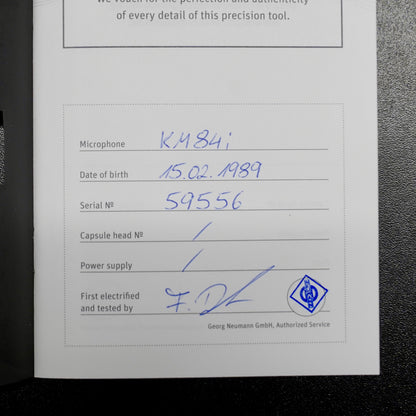 We vouch for the perfection and authenticity
of every detail of this precision tool.
Microphone KM84i
Date of birth 15.02.1989
Serial № 59556
Capsule head № /
Power supply /
First electrified
and tested by
Georg Neumann GmbH, Authorized Service